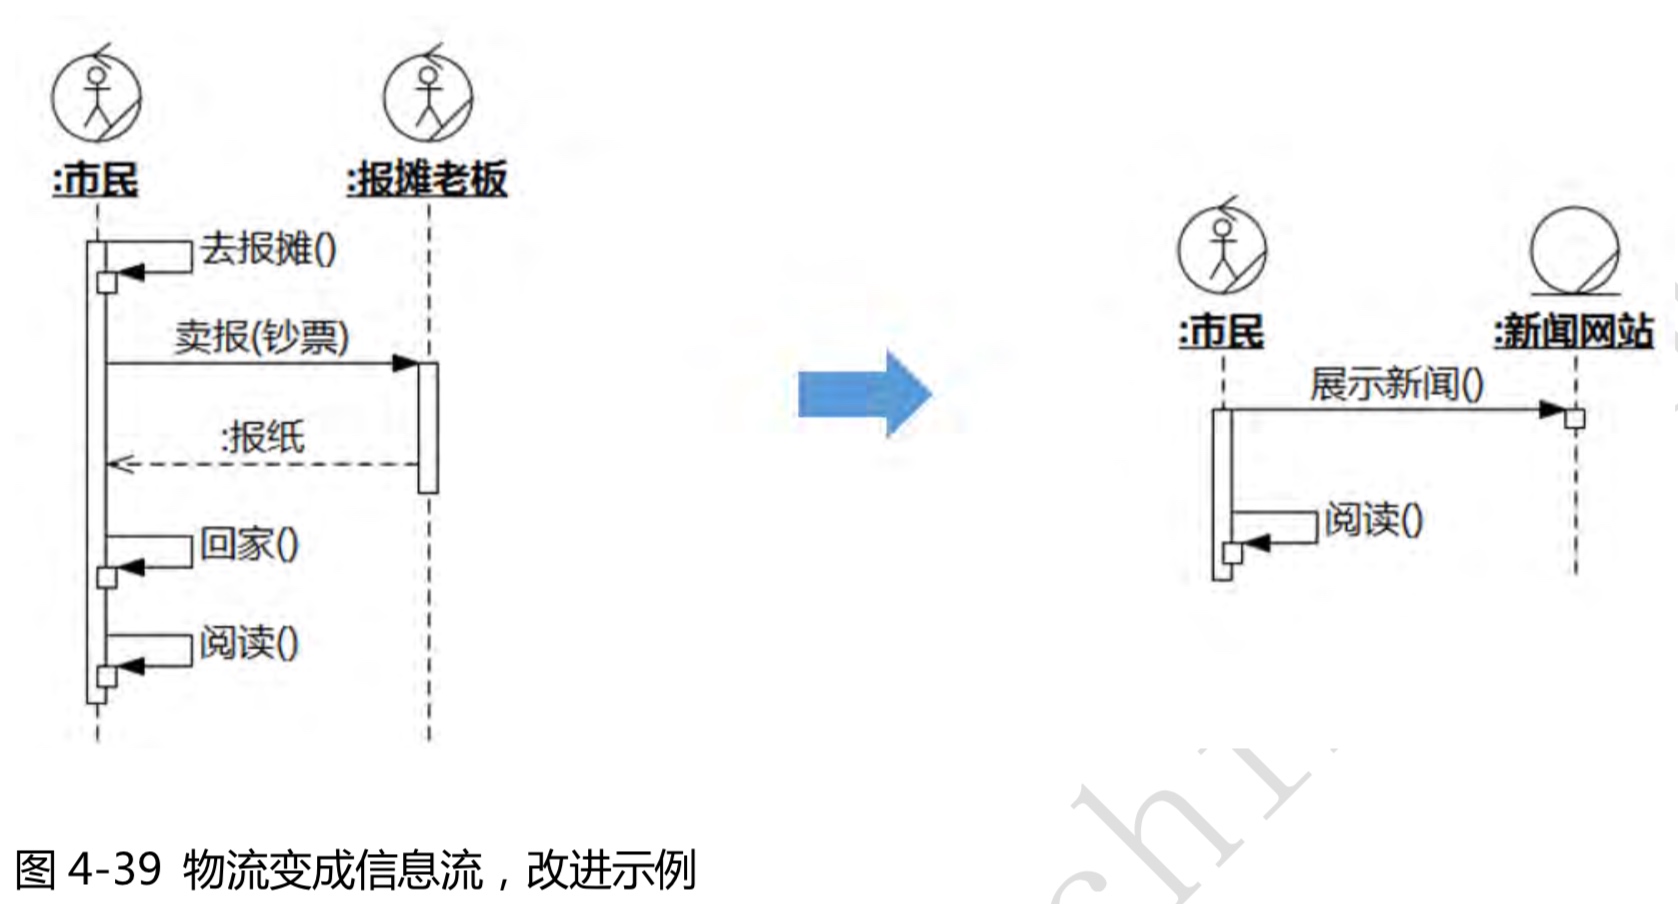 :市民
:报摊老板
去报摊()
卖报(钞票)
:报纸
回家()
阅读()
:市民
:新闻网站
展示新闻()
阅读()
图 4-39 物流变成信息流，改进示例